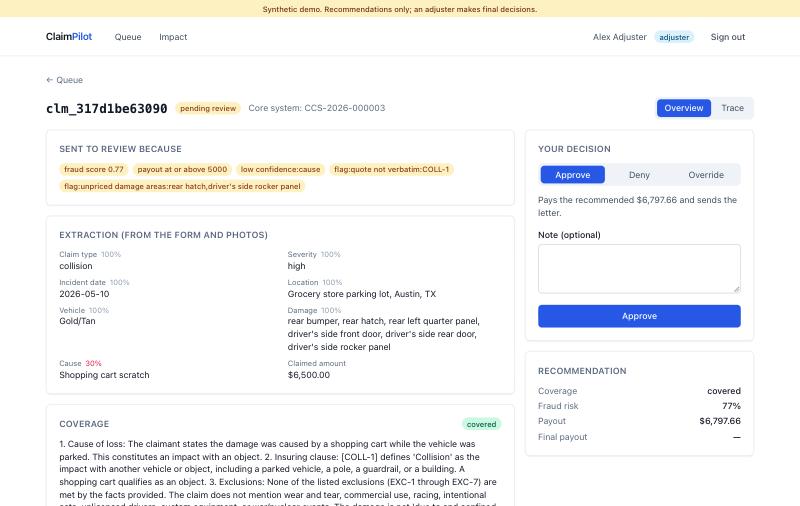 Synthetic demo. Recommendations only; an adjuster makes final decisions.
ClaimPilot Queue Impact Alex Adjuster adjuster Sign out
← Queue
clm_317d1be63090 pending review Core system: CCS-2026-000003 Overview Trace
SENT TO REVIEW BECAUSE
fraud score 0.77 payout at or above 5000 low confidence:cause flag:quote not verbatim:COLL-1
flag:unpriced damage areas:rear hatch,driver's side rocker panel
EXTRACTION (FROM THE FORM AND PHOTOS)
Claim type 100% Severity 100%
collision high
Incident date 100% Location 100%
2026-05-10 Grocery store parking lot, Austin, TX
Vehicle 100% Damage 100%
Gold/Tan rear bumper, rear hatch, rear left quarter panel,
driver's side front door, driver's side rear door,
driver's side rocker panel
Cause 30% Claimed amount
Shopping cart scratch $6,500.00
COVERAGE covered
1. Cause of loss: The claimant states the damage was caused by a shopping cart while the vehicle was
parked. This constitutes an impact with an object. 2. Insuring clause: [COLL-1] defines 'Collision' as the
impact with another vehicle or object, including a parked vehicle, a pole, a guardrail, or a building. A
shopping cart qualifies as an object. 3. Exclusions: None of the listed exclusions (EXC-1 through EXC-7) are
met by the facts provided. The claim does not mention wear and tear, commercial use, racing, intentional
YOUR DECISION
Approve Deny Override
Pays the recommended $6,797.66 and sends the
letter.
Note (optional)
Approve
RECOMMENDATION
Coverage covered
Fraud risk 77%
Payout $6,797.66
Final payout —